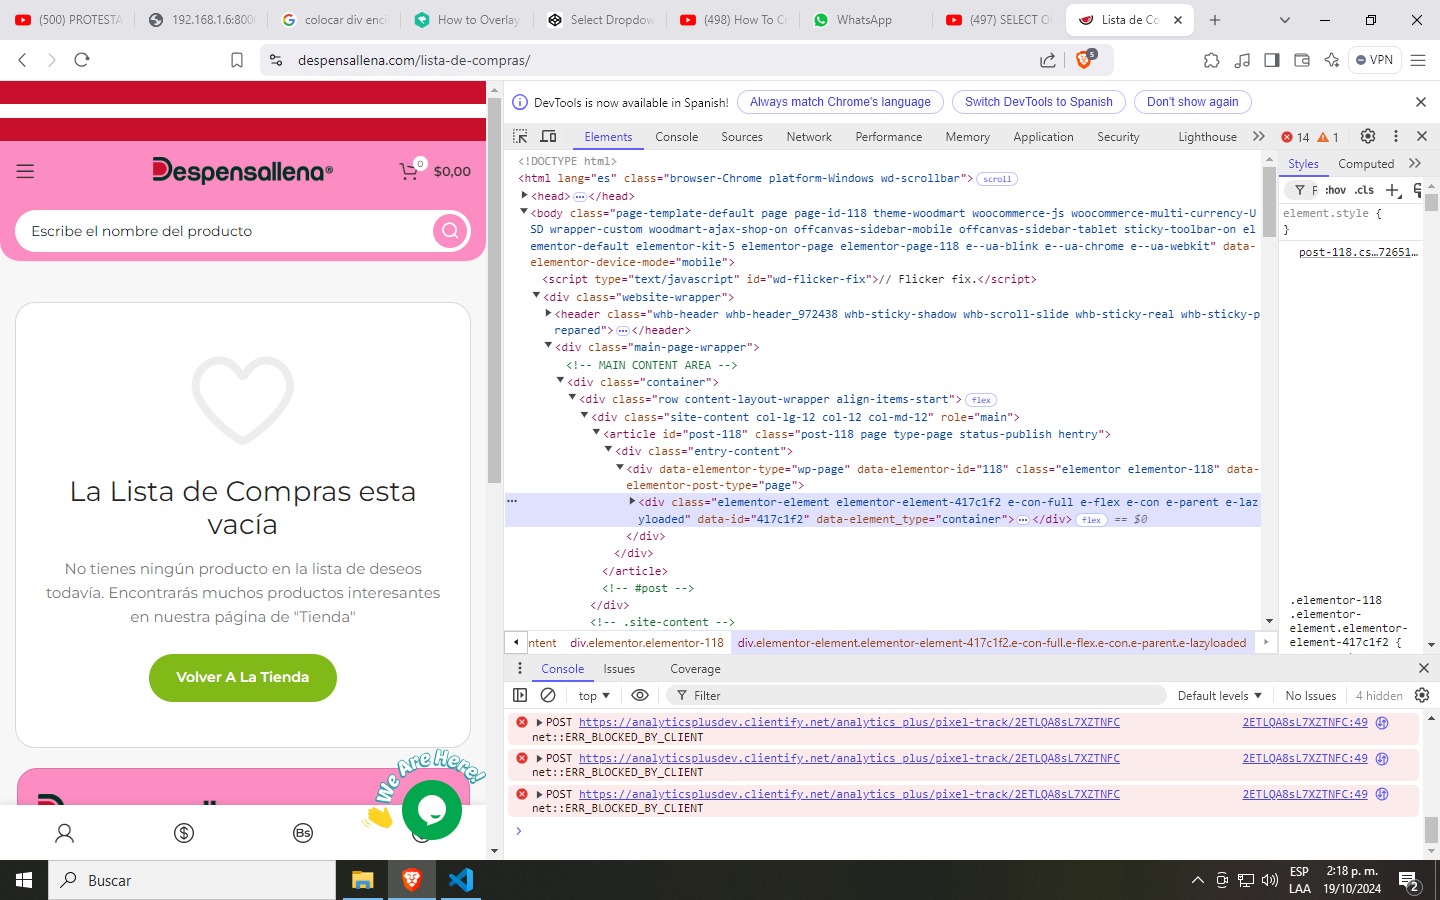 (500) PROTESTA
192.168.1.6:800
colocar div enci
How to Overlay
Select Dropdow
(498) How To Cr
WhatsApp
(497) SELECT O
Lista de Co
despensallena.com/lista-de-compras/
5
VPN
Despensallena®
0
$0,00
Escribe el nombre del producto
La Lista de Compras esta
vacía
No tienes ningún producto en la lista de deseos
todavía. Encontrarás muchos productos interesantes
en nuestra página de "Tienda"
Volver A La Tienda
We Are Here!
$
Bs
DevTools is now available in Spanish!
Always match Chrome's language
Switch DevTools to Spanish
Don't show again
Elements
Console
Sources
Network
Performance
Memory
Application
Security
Lighthouse
14
1
<!DOCTYPE html>
<html lang="es" class="browser-Chrome platform-Windows wd-scrollbar"> scroll
<head> ⋯ </head>
<body class="page-template-default page page-id-118 theme-woodmart woocommerce-js woocommerce-multi-currency-U
SD wrapper-custom woodmart-ajax-shop-on offcanvas-sidebar-mobile offcanvas-sidebar-tablet sticky-toolbar-on el
ementor-default elementor-kit-5 elementor-page elementor-page-118 e--ua-blink e--ua-chrome e--ua-webkit" data-
elementor-device-mode="mobile">
<script type="text/javascript" id="wd-flicker-fix">// Flicker fix.</script>
<div class="website-wrapper">
<header class="whb-header whb-header_972438 whb-sticky-shadow whb-scroll-slide whb-sticky-real whb-sticky-p
repared"> ⋯ </header>
<div class="main-page-wrapper">
<!-- MAIN CONTENT AREA -->
<div class="container">
<div class="row content-layout-wrapper align-items-start"> flex
<div class="site-content col-lg-12 col-12 col-md-12" role="main">
<article id="post-118" class="post-118 page type-page status-publish hentry">
<div class="entry-content">
<div data-elementor-type="wp-page" data-elementor-id="118" class="elementor elementor-118" data-
elementor-post-type="page">
<div class="elementor-element elementor-element-417c1f2 e-con-full e-flex e-con e-parent e-laz
yloaded" data-id="417c1f2" data-element_type="container"> ⋯ </div> flex == $0
</div>
</div>
</article>
<!-- #post -->
</div>
<!-- .site-content -->
ntent
div.elementor.elementor-118
div.elementor-element.elementor-element-417c1f2.e-con-full.e-flex.e-con.e-parent.e-lazyloaded
Styles
Computed
F
:hov
.cls
element.style {
}
post-118.cs…72651…
.elementor-118
.elementor-
element.elementor-
element-417c1f2 {
Console
Issues
Coverage
top
Filter
Default levels
No Issues
4 hidden
POST https://analyticsplusdev.clientify.net/analytics_plus/pixel-track/2ETLQA8sL7XZTNFC
2ETLQA8sL7XZTNFC:49
net::ERR_BLOCKED_BY_CLIENT
POST https://analyticsplusdev.clientify.net/analytics_plus/pixel-track/2ETLQA8sL7XZTNFC
2ETLQA8sL7XZTNFC:49
net::ERR_BLOCKED_BY_CLIENT
POST https://analyticsplusdev.clientify.net/analytics_plus/pixel-track/2ETLQA8sL7XZTNFC
2ETLQA8sL7XZTNFC:49
net::ERR_BLOCKED_BY_CLIENT
Buscar
ESP
LAA
2:18 p. m.
19/10/2024
2